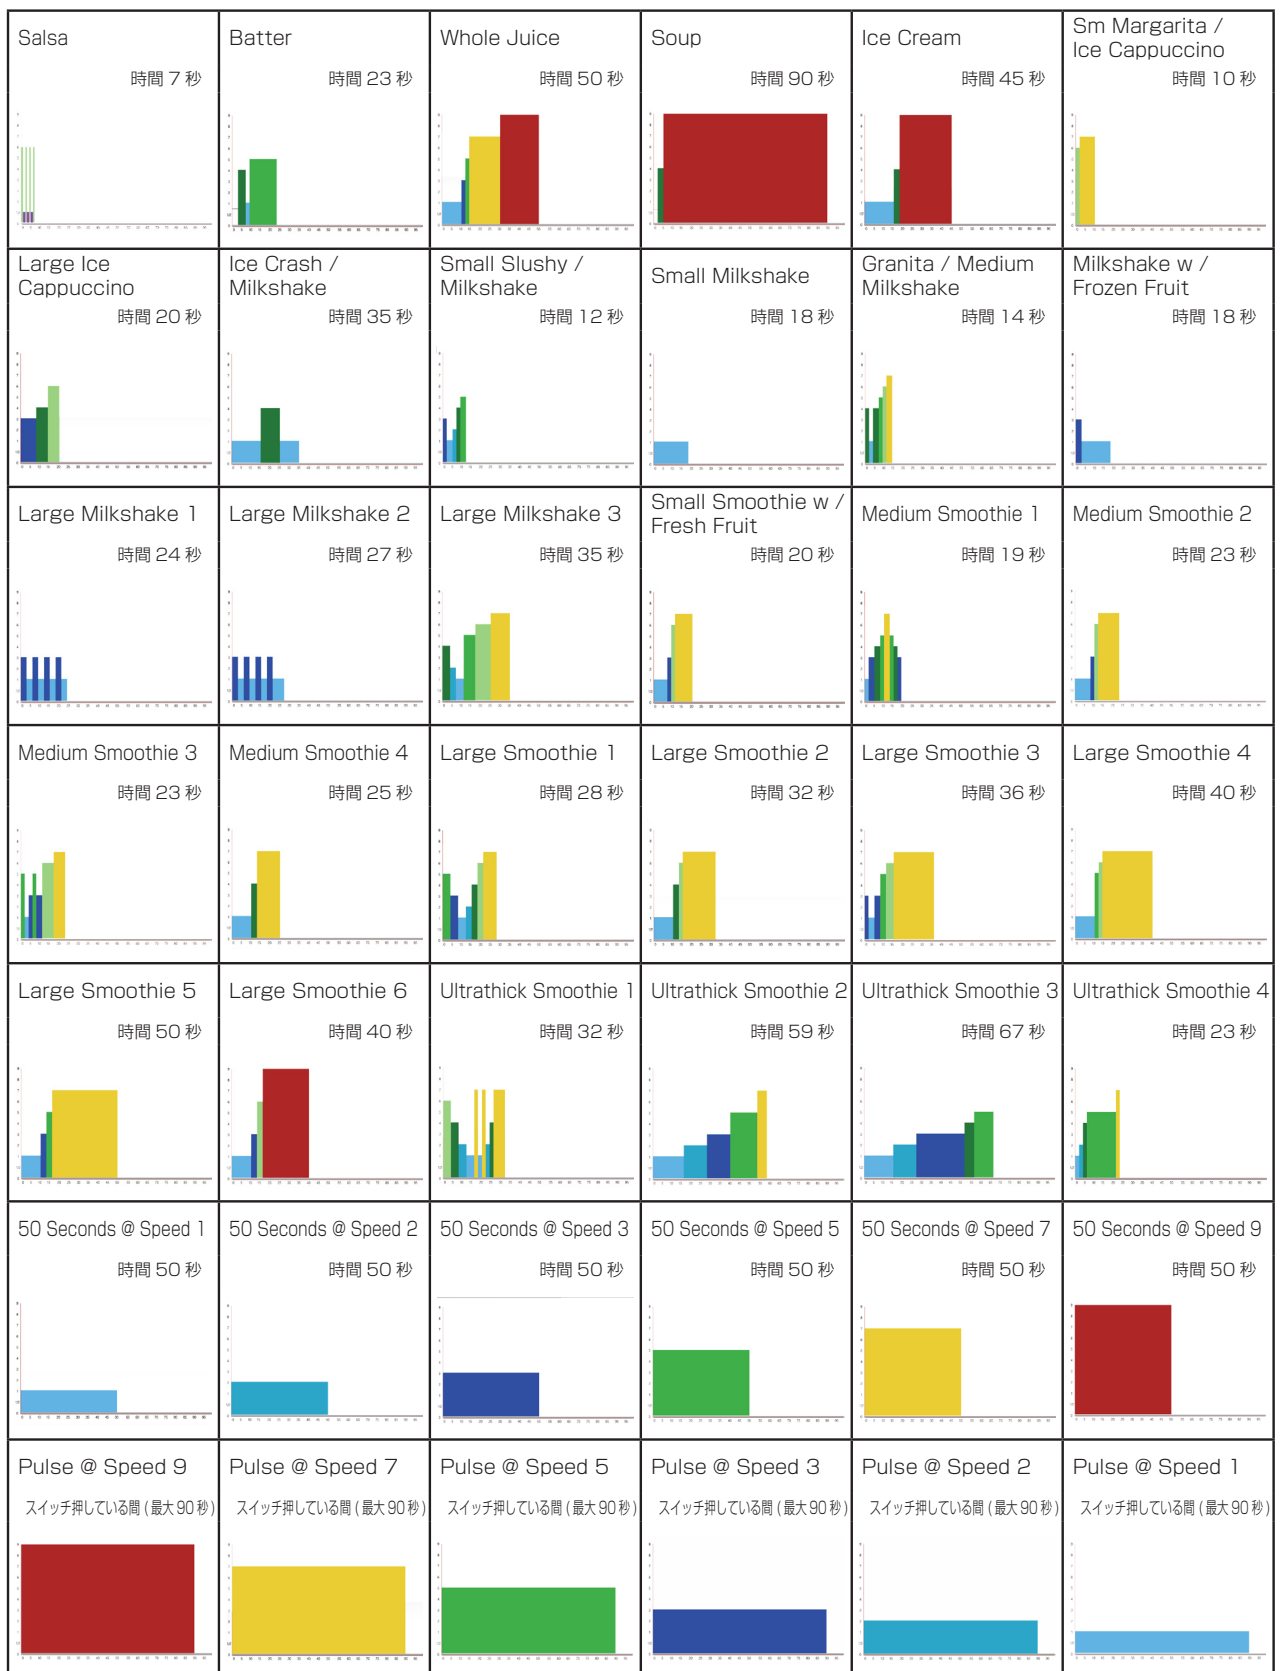 Salsa
時間 7 秒
Batter
時間 23 秒
Whole Juice
時間 50 秒
Soup
時間 90 秒
Ice Cream
時間 45 秒
Sm Margarita /
Ice Cappuccino
時間 10 秒
Large Ice
Cappuccino
時間 20 秒
Ice Crash /
Milkshake
時間 35 秒
Small Slushy /
Milkshake
時間 12 秒
Small Milkshake
時間 18 秒
Granita / Medium
Milkshake
時間 14 秒
Milkshake w /
Frozen Fruit
時間 18 秒
Large Milkshake 1
時間 24 秒
Large Milkshake 2
時間 27 秒
Large Milkshake 3
時間 35 秒
Small Smoothie w /
Fresh Fruit
時間 20 秒
Medium Smoothie 1
時間 19 秒
Medium Smoothie 2
時間 23 秒
Medium Smoothie 3
時間 23 秒
Medium Smoothie 4
時間 25 秒
Large Smoothie 1
時間 28 秒
Large Smoothie 2
時間 32 秒
Large Smoothie 3
時間 36 秒
Large Smoothie 4
時間 40 秒
Large Smoothie 5
時間 50 秒
Large Smoothie 6
時間 40 秒
Ultrathick Smoothie 1
時間 32 秒
Ultrathick Smoothie 2
時間 59 秒
Ultrathick Smoothie 3
時間 67 秒
Ultrathick Smoothie 4
時間 23 秒
50 Seconds @ Speed 1
時間 50 秒
50 Seconds @ Speed 2
時間 50 秒
50 Seconds @ Speed 3
時間 50 秒
50 Seconds @ Speed 5
時間 50 秒
50 Seconds @ Speed 7
時間 50 秒
50 Seconds @ Speed 9
時間 50 秒
Pulse @ Speed 9
スイッチ押している間 ( 最大 90 秒 )
Pulse @ Speed 7
スイッチ押している間 ( 最大 90 秒 )
Pulse @ Speed 5
スイッチ押している間 ( 最大 90 秒 )
Pulse @ Speed 3
スイッチ押している間 ( 最大 90 秒 )
Pulse @ Speed 2
スイッチ押している間 ( 最大 90 秒 )
Pulse @ Speed 1
スイッチ押している間 ( 最大 90 秒 )